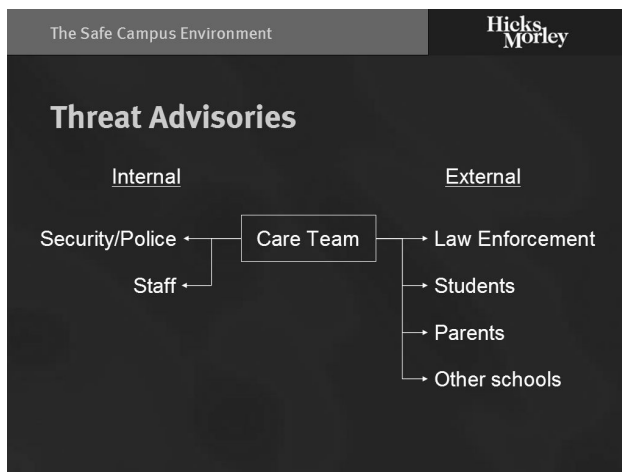 The Safe Campus Environment
Hicks
Morley
Threat Advisories
Internal
External
Security/Police
Care Team
Law Enforcement
Staff
Students
Parents
Other schools